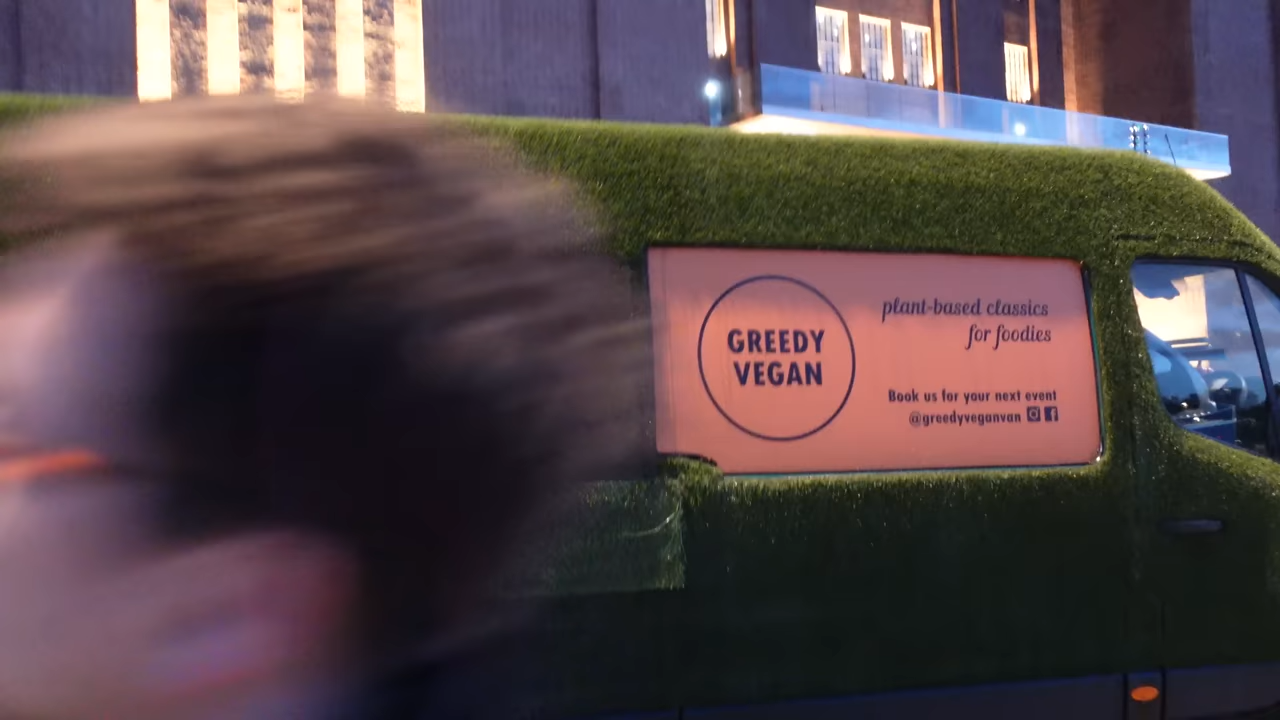 GREEDY
VEGAN
plant-based classics
for foodies
Book us for your next event
@greedyveganvan